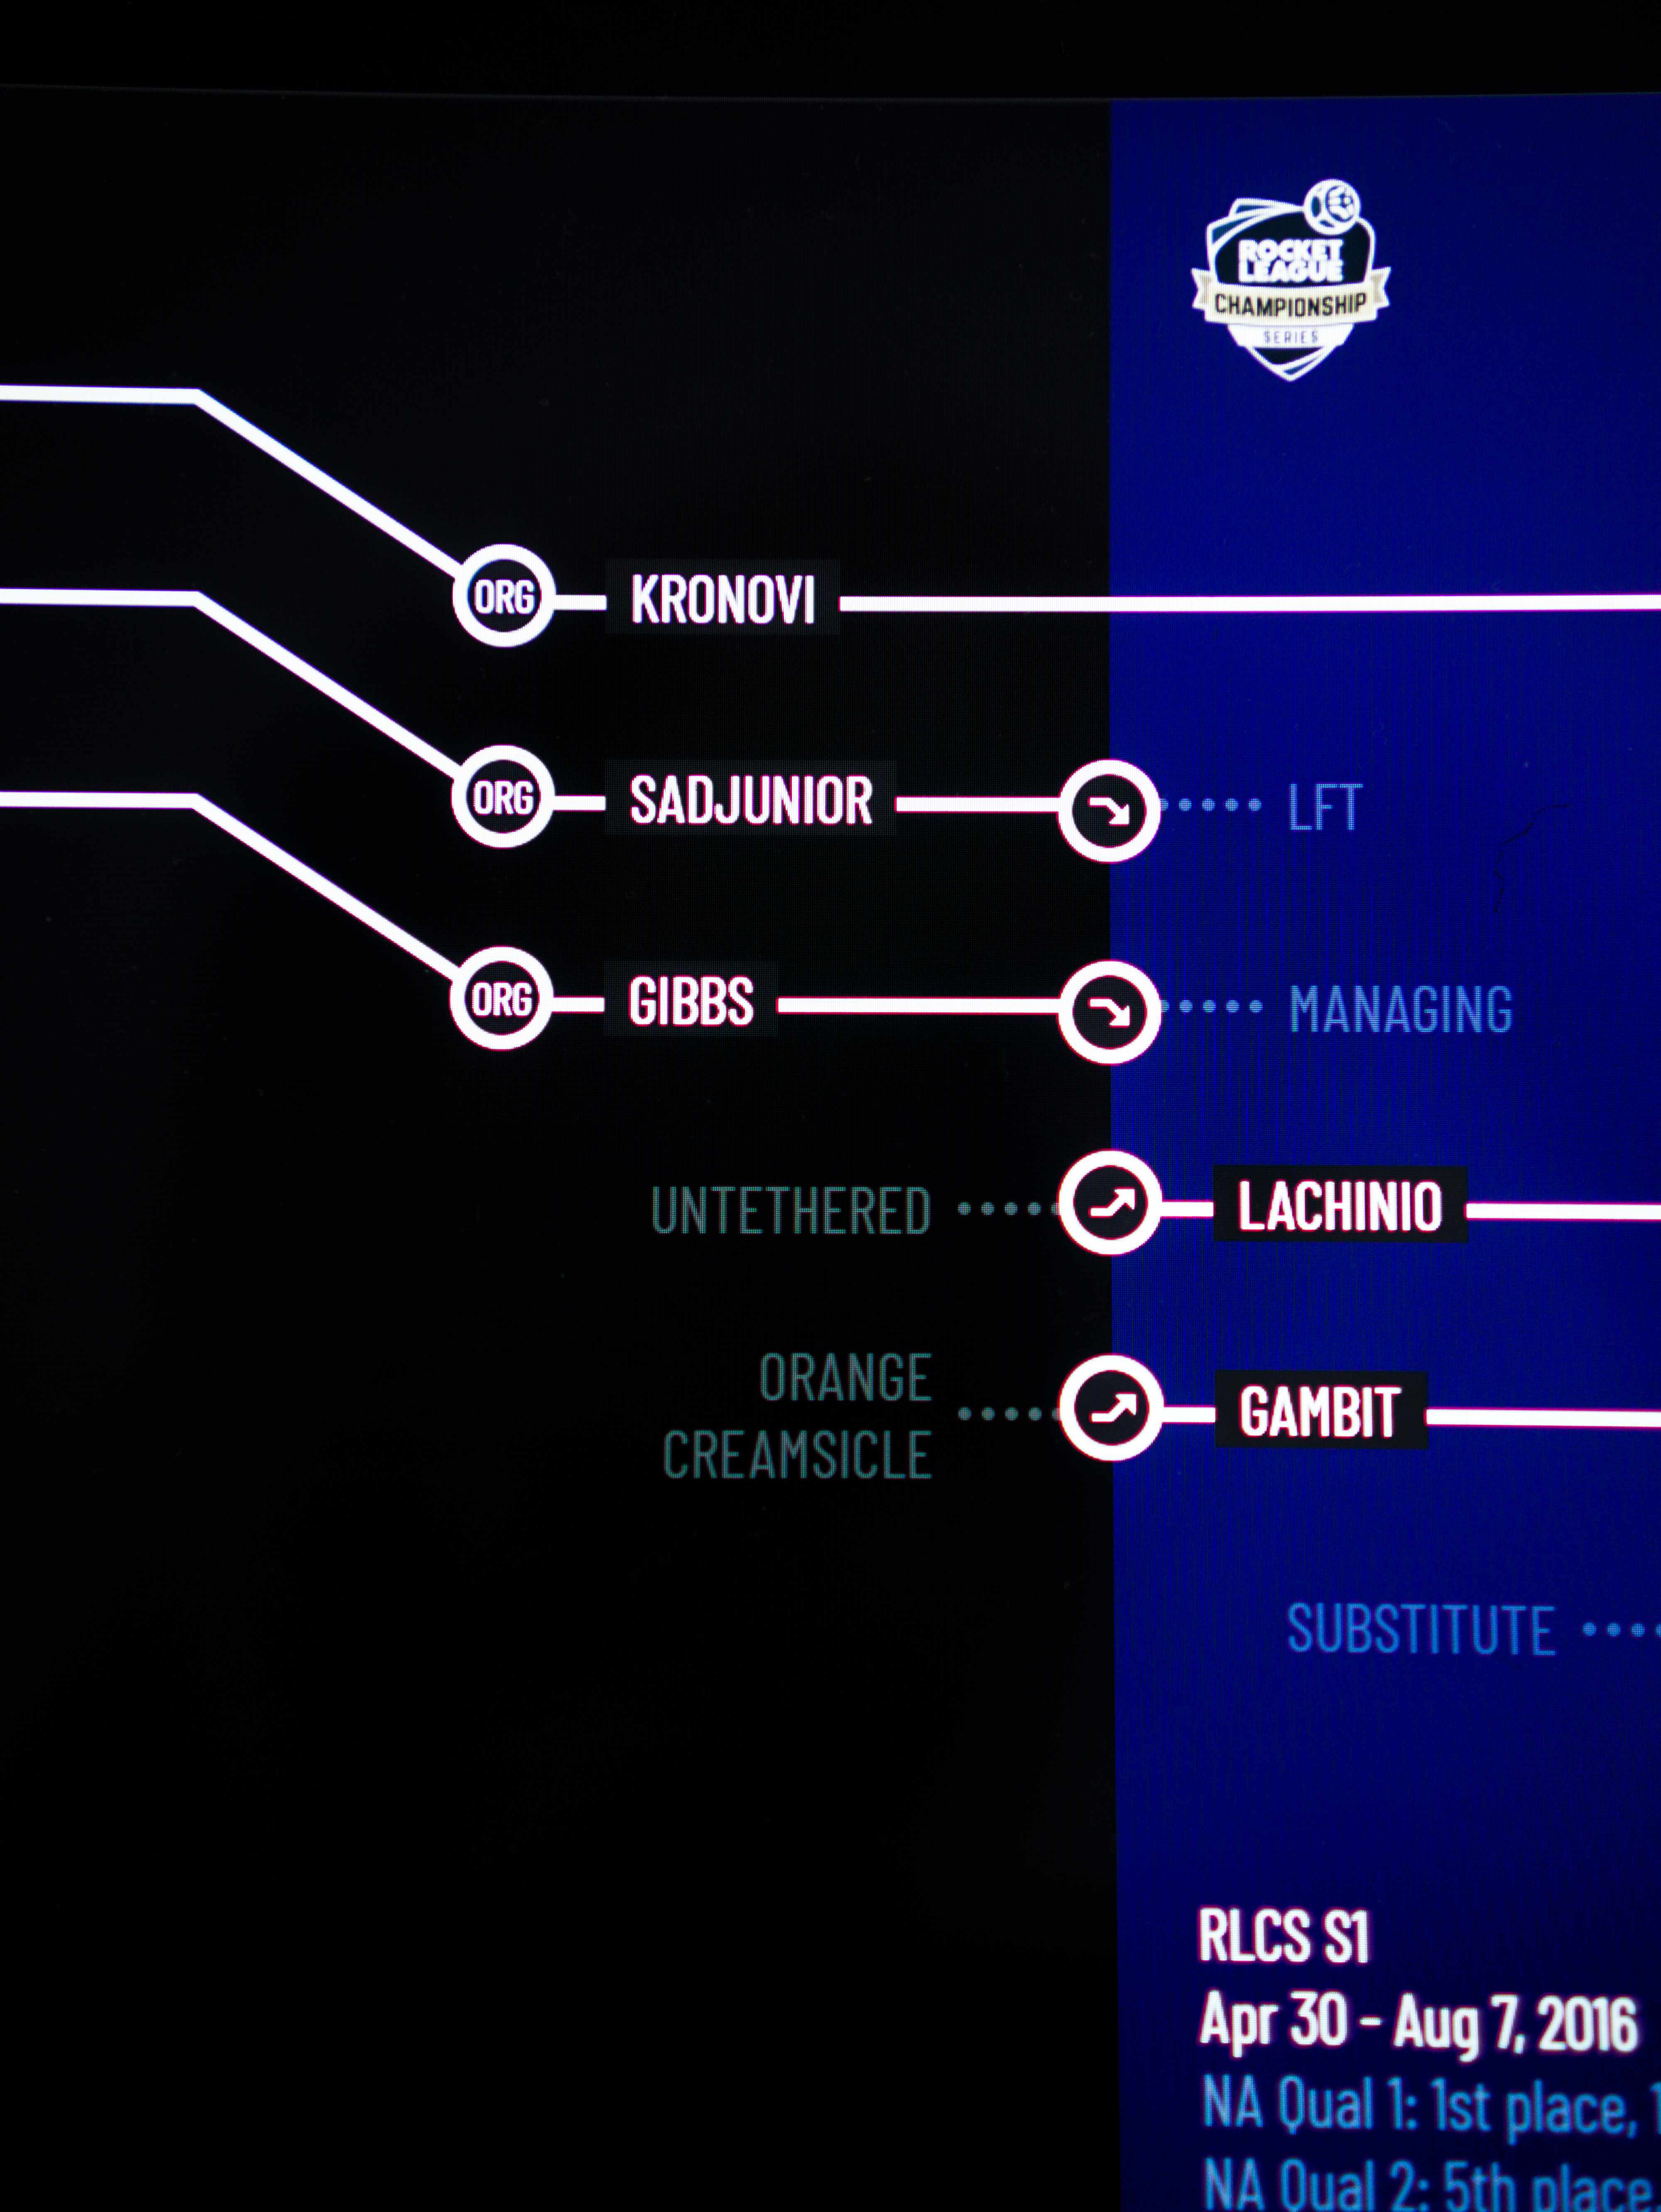 ROCKET
LEAGUE
CHAMPIONSHIP
SERIES
ORG KRONOVI
ORG SADJUNIOR LFT
ORG GIBBS MANAGING
UNTETHERED LACHINIO
ORANGE
CREAMSICLE
GAMBIT
SUBSTITUTE
RLCS S1
Apr 30 - Aug 7, 2016
NA Qual 1: 1st place,
NA Qual 2: 5th place,